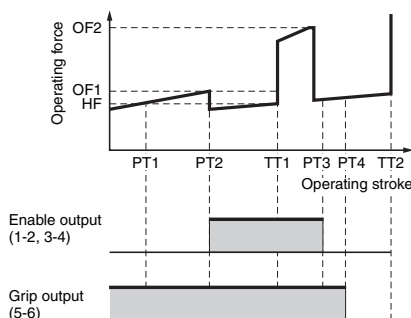 OF2
OF1
HF
Operating force
PT1 PT2 TT1 PT3 PT4 TT2
Operating stroke
Enable output
(1-2, 3-4)
Grip output
(5-6)